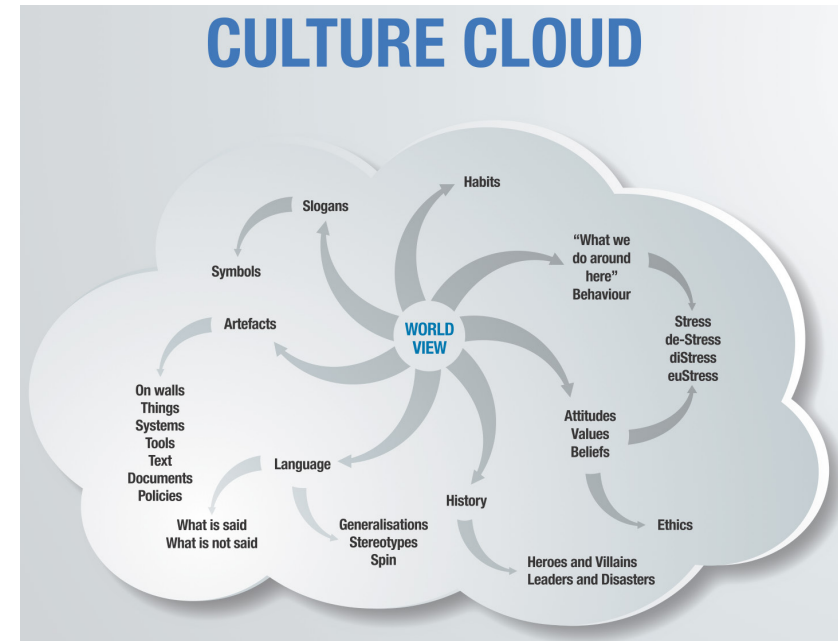 CULTURE CLOUD
Habits
Slogans
Symbols
"What we
do around
here"
Behaviour
Artefacts
WORLD
VIEW
Stress
de-Stress
diStress
euStress
On walls
Things
Systems
Tools
Text
Documents
Policies
Attitudes
Values
Beliefs
Language
History
What is said
What is not said
Generalisations
Stereotypes
Spin
Ethics
Heroes and Villains
Leaders and Disasters